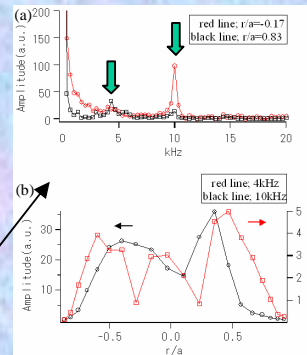 (a)
200
150
100
50
0
Amplitude(a.u.)
red line; r/a=-0.17
black line; r/a=0.83
0
5
10
15
20
kHz
(b)
red line; 4kHz
black line; 10kHz
Amplitude(a.u.)
30
20
10
5
4
3
2
1
-0.5
0.0
0.5
r/a